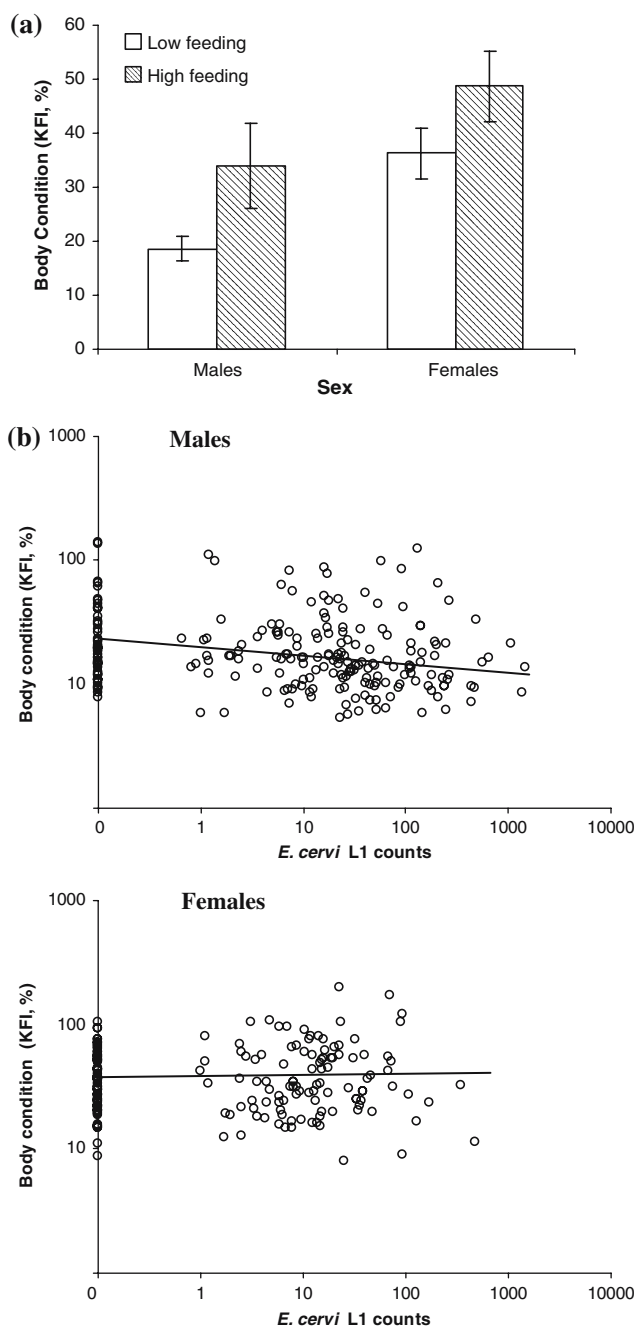 (a)
Low feeding
High feeding
Body Condition (KFI, %)
60
50
40
30
20
10
0
Males
Females
Sex
(b)
Males
Body condition (KFI, %)
1000
100
10
0
1
10
100
1000
10000
E. cervi L1 counts
Females
Body condition (KFI, %)
1000
100
10
0
1
10
100
1000
10000
E. cervi L1 counts